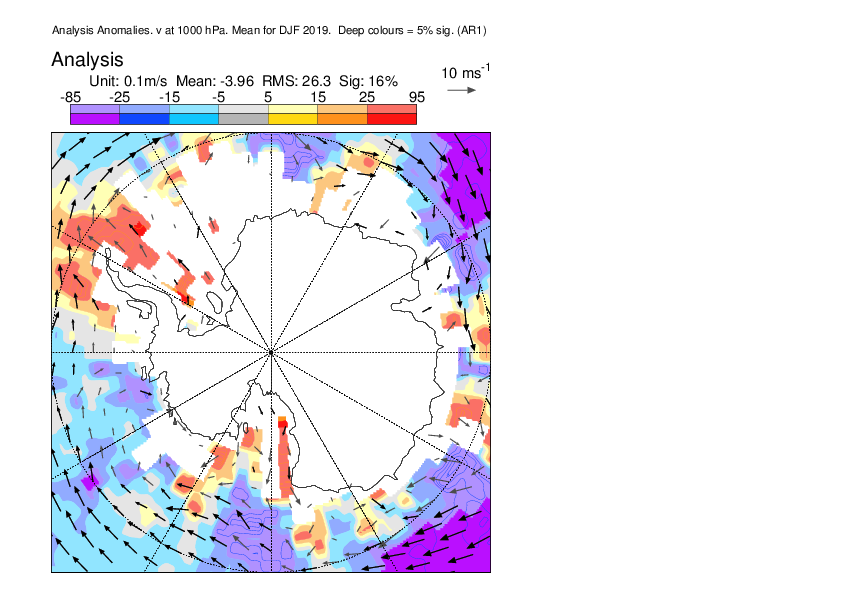 Analysis Anomalies. v at 1000 hPa. Mean for DJF 2019.  Deep colours = 5% sig. (AR1)
Analysis
10 ms⁻¹
Unit: 0.1m/s  Mean: -3.96  RMS: 26.3  Sig: 16%
-85 -25 -15 -5 5 15 25 95